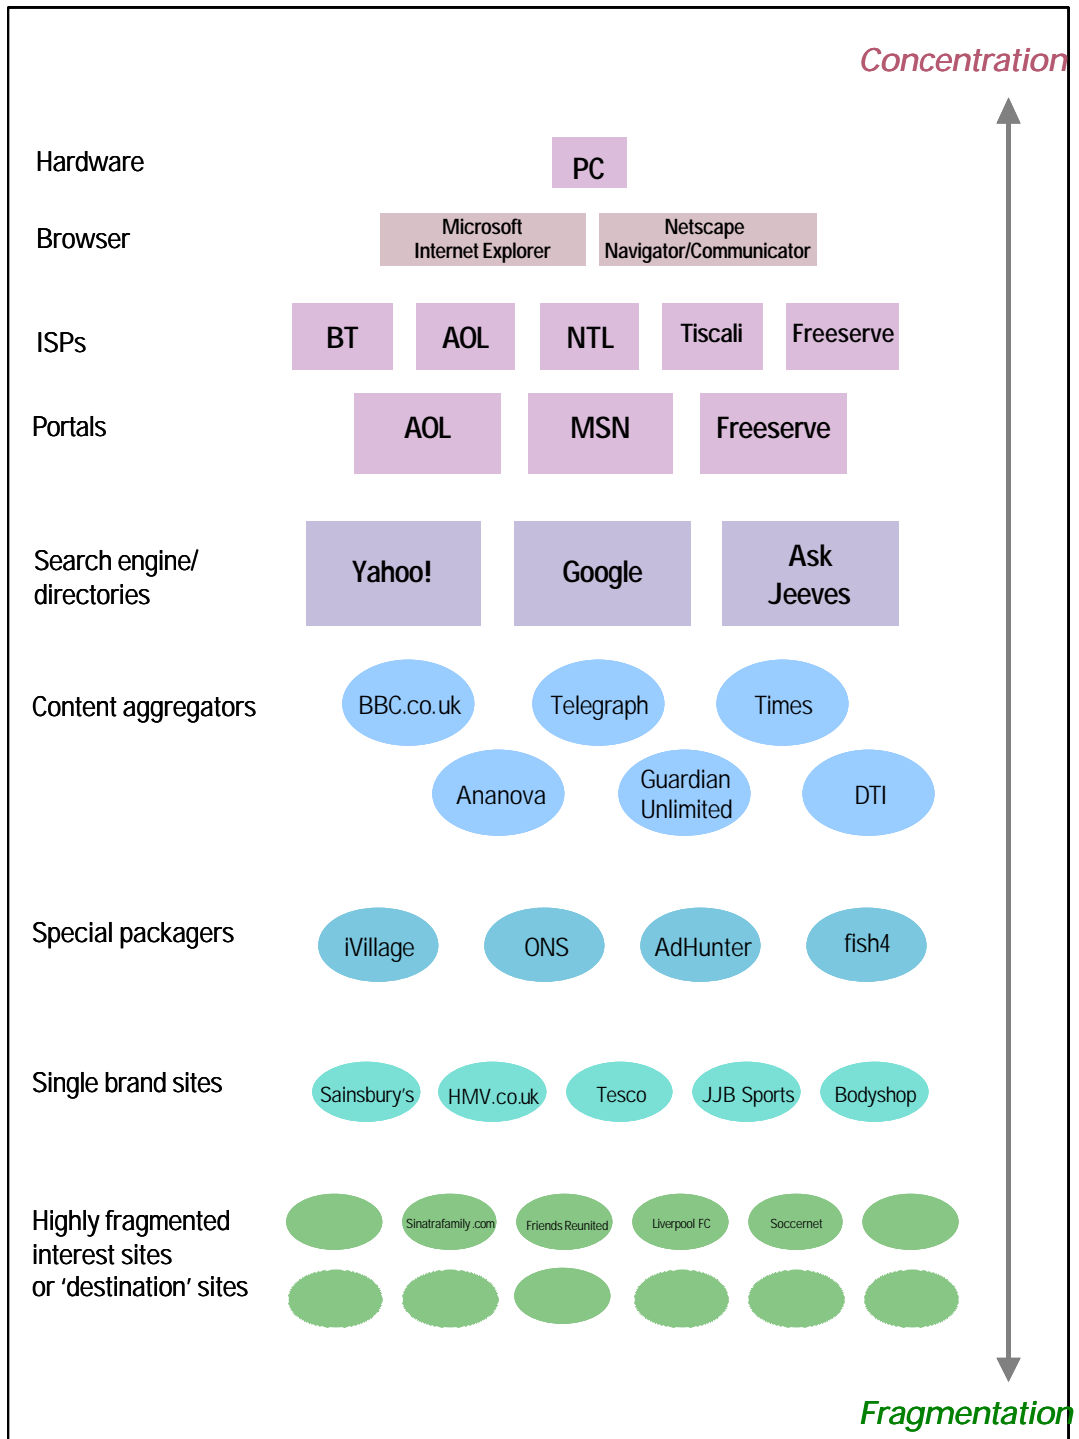 Concentration
Hardware
PC
Browser
Microsoft
Internet Explorer
Netscape
Navigator/Communicator
ISPs
BT
AOL
NTL
Tiscali
Freeserve
Portals
AOL
MSN
Freeserve
Search engine/
directories
Yahoo!
Google
Ask
Jeeves
Content aggregators
BBC.co.uk
Telegraph
Times
Ananova
Guardian
Unlimited
DTI
Special packagers
iVillage
ONS
AdHunter
fish4
Single brand sites
Sainsbury's
HMV.co.uk
Tesco
JJB Sports
Bodyshop
Highly fragmented
interest sites
or ‘destination’ sites
Sinatrafamily.com
Friends Reunited
Liverpool FC
Soccernet
Fragmentation